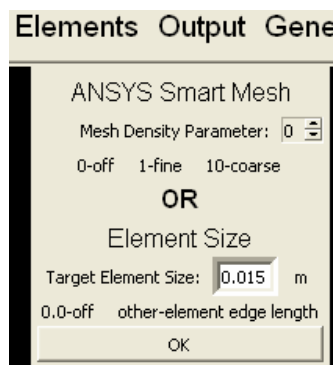 Elements Output Gene
ANSYS Smart Mesh
Mesh Density Parameter: 0
0-off 1-fine 10-coarse
OR
Element Size
Target Element Size: 0.015 m
0.0-off other-element edge length
OK